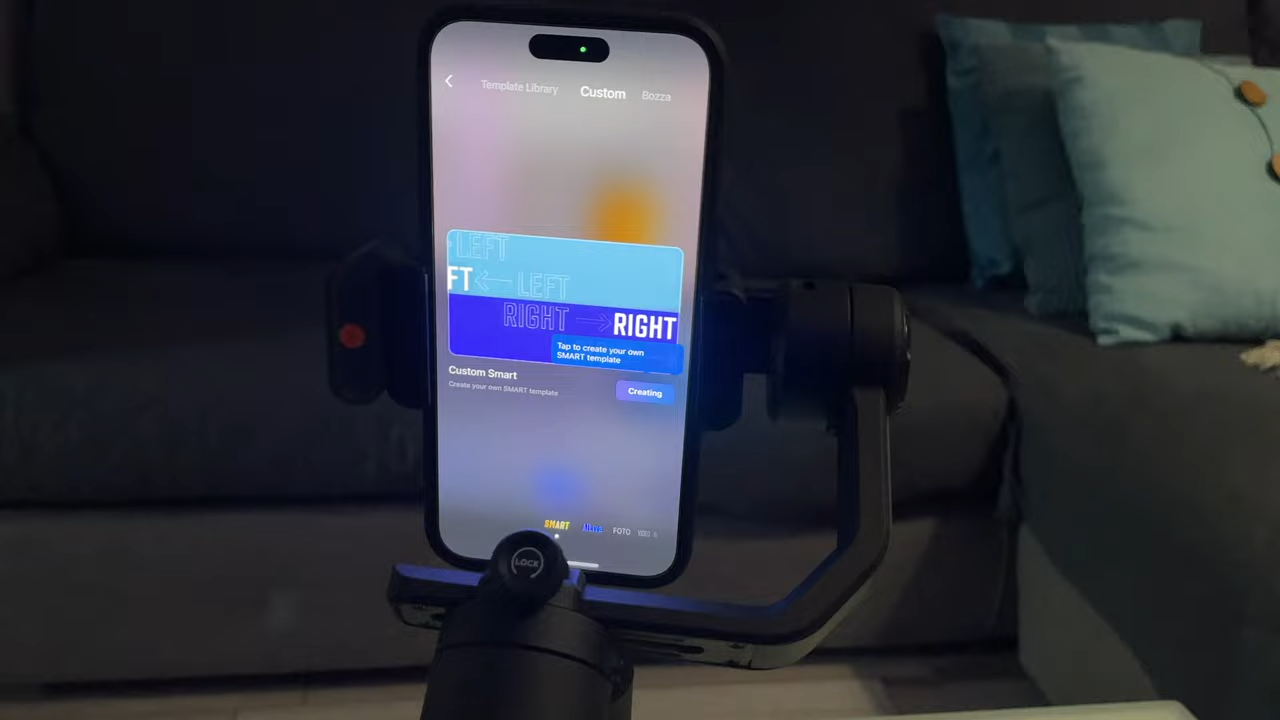 Template Library Custom Bozza
LEFT
FT LEFT
RIGHT RIGHT
Tap to create your own
SMART template
Custom Smart
Create your own SMART template
Creating
SMART FOTO VIDEO
LOCK